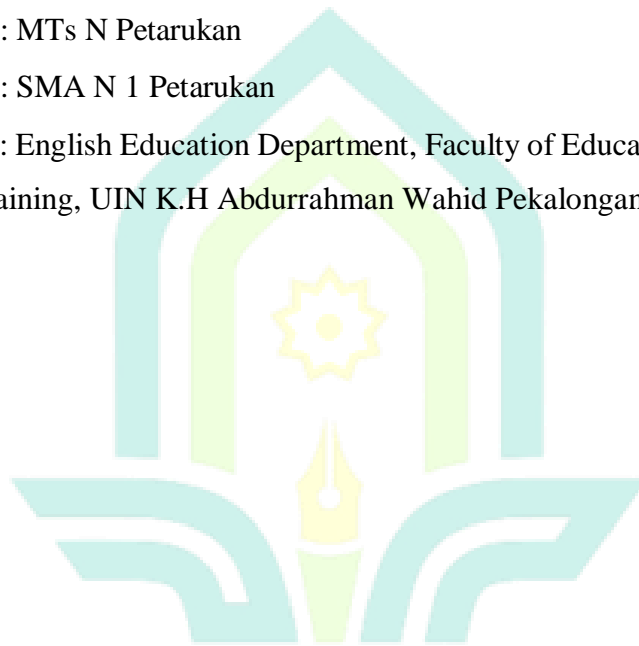 : MTs N Petarukan
: SMA N 1 Petarukan
: English Education Department, Faculty of Educa
aining, UIN K.H Abdurrahman Wahid Pekalongan